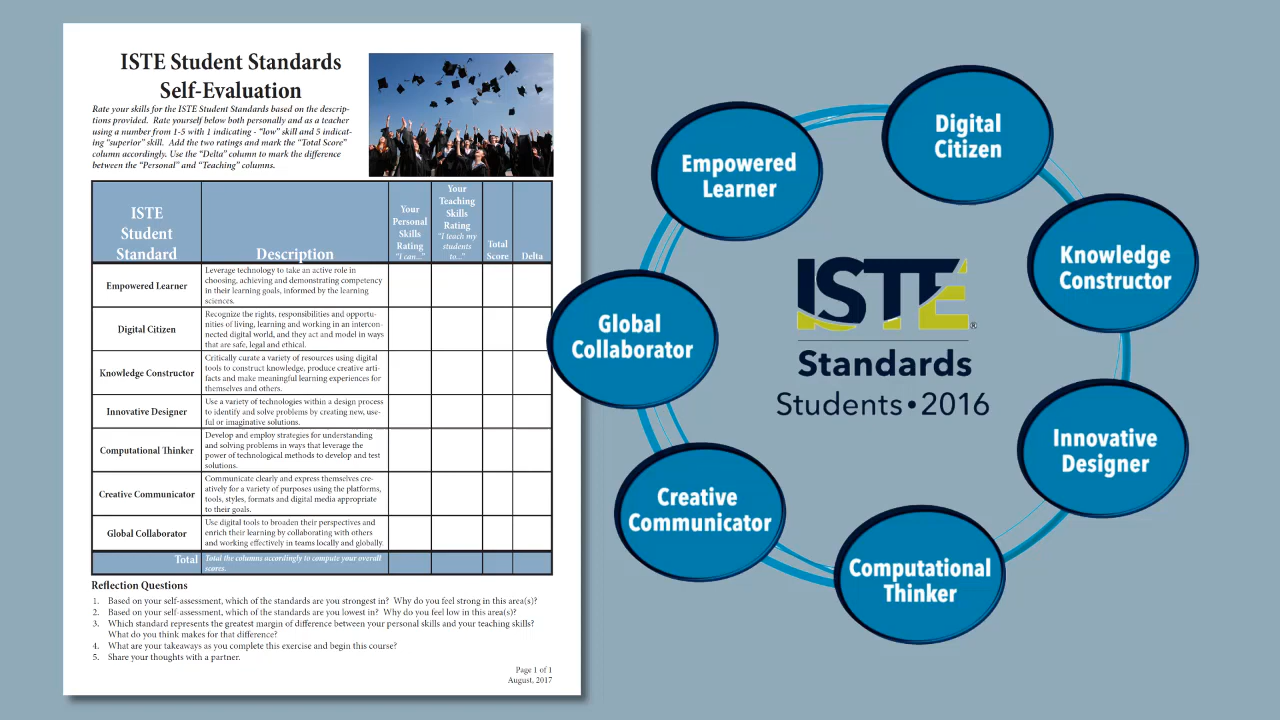 ISTE Student Standards
Self-Evaluation
Rate your skills for the ISTE Student Standards based on the descrip-
tions provided.  Rate yourself below both personally and as a teacher
using a number from 1-5 with 1 indicating - “low” skill and 5 indicat-
ing “superior” skill.  Add the two ratings and mark the “Total Score”
column accordingly.  Use the “Delta” column to mark the difference
between the “Personal” and “Teaching” columns.
ISTE
Student
Standard
Description
Your
Personal
Skills
Rating
“I can...”
Your
Teaching
Skills
Rating
“I teach my
students
to...”
Total
Score
Delta
Empowered Learner
Leverage technology to take an active role in
choosing, achieving and demonstrating competency
in their learning goals, informed by the learning
sciences.
Digital Citizen
Recognize the rights, responsibilities and opportu-
nities of living, learning and working in an intercon-
nected digital world, and they act and model in ways
that are safe, legal and ethical.
Knowledge Constructor
Critically curate a variety of resources using digital
tools to construct knowledge, produce creative arti-
facts and make meaningful learning experiences for
themselves and others.
Innovative Designer
Use a variety of technologies within a design process
to identify and solve problems by creating new, use-
ful or imaginative solutions.
Computational Thinker
Develop and employ strategies for understanding
and solving problems in ways that leverage the
power of technological methods to develop and test
solutions.
Creative Communicator
Communicate clearly and express themselves cre-
atively for a variety of purposes using the platforms,
tools, styles, formats and digital media appropriate
to their goals.
Global Collaborator
Use digital tools to broaden their perspectives and
enrich their learning by collaborating with others
and working effectively in teams locally and globally
Total
Total the columns accordingly to compute your overall
scores.
Reflection Questions
1. Based on your self-assessment, which of the standards are you strongest in?  Why do you feel strong in this area(s)?
2. Based on your self-assessment, which of the standards are you lowest in?  Why do you feel low in this area(s)?
3. Which standard represents the greatest margin of difference between your personal skills and your teaching skills?
What do you think makes for that difference?
4. What are your takeaways as you complete this exercise and begin this course?
5. Share your thoughts with a partner.
Page 1 of 1
August, 2017
Digital
Citizen
Empowered
Learner
Knowledge
Constructor
Global
Collaborator
ISTE®
Standards
Students•2016
Innovative
Designer
Creative
Communicator
Computational
Thinker